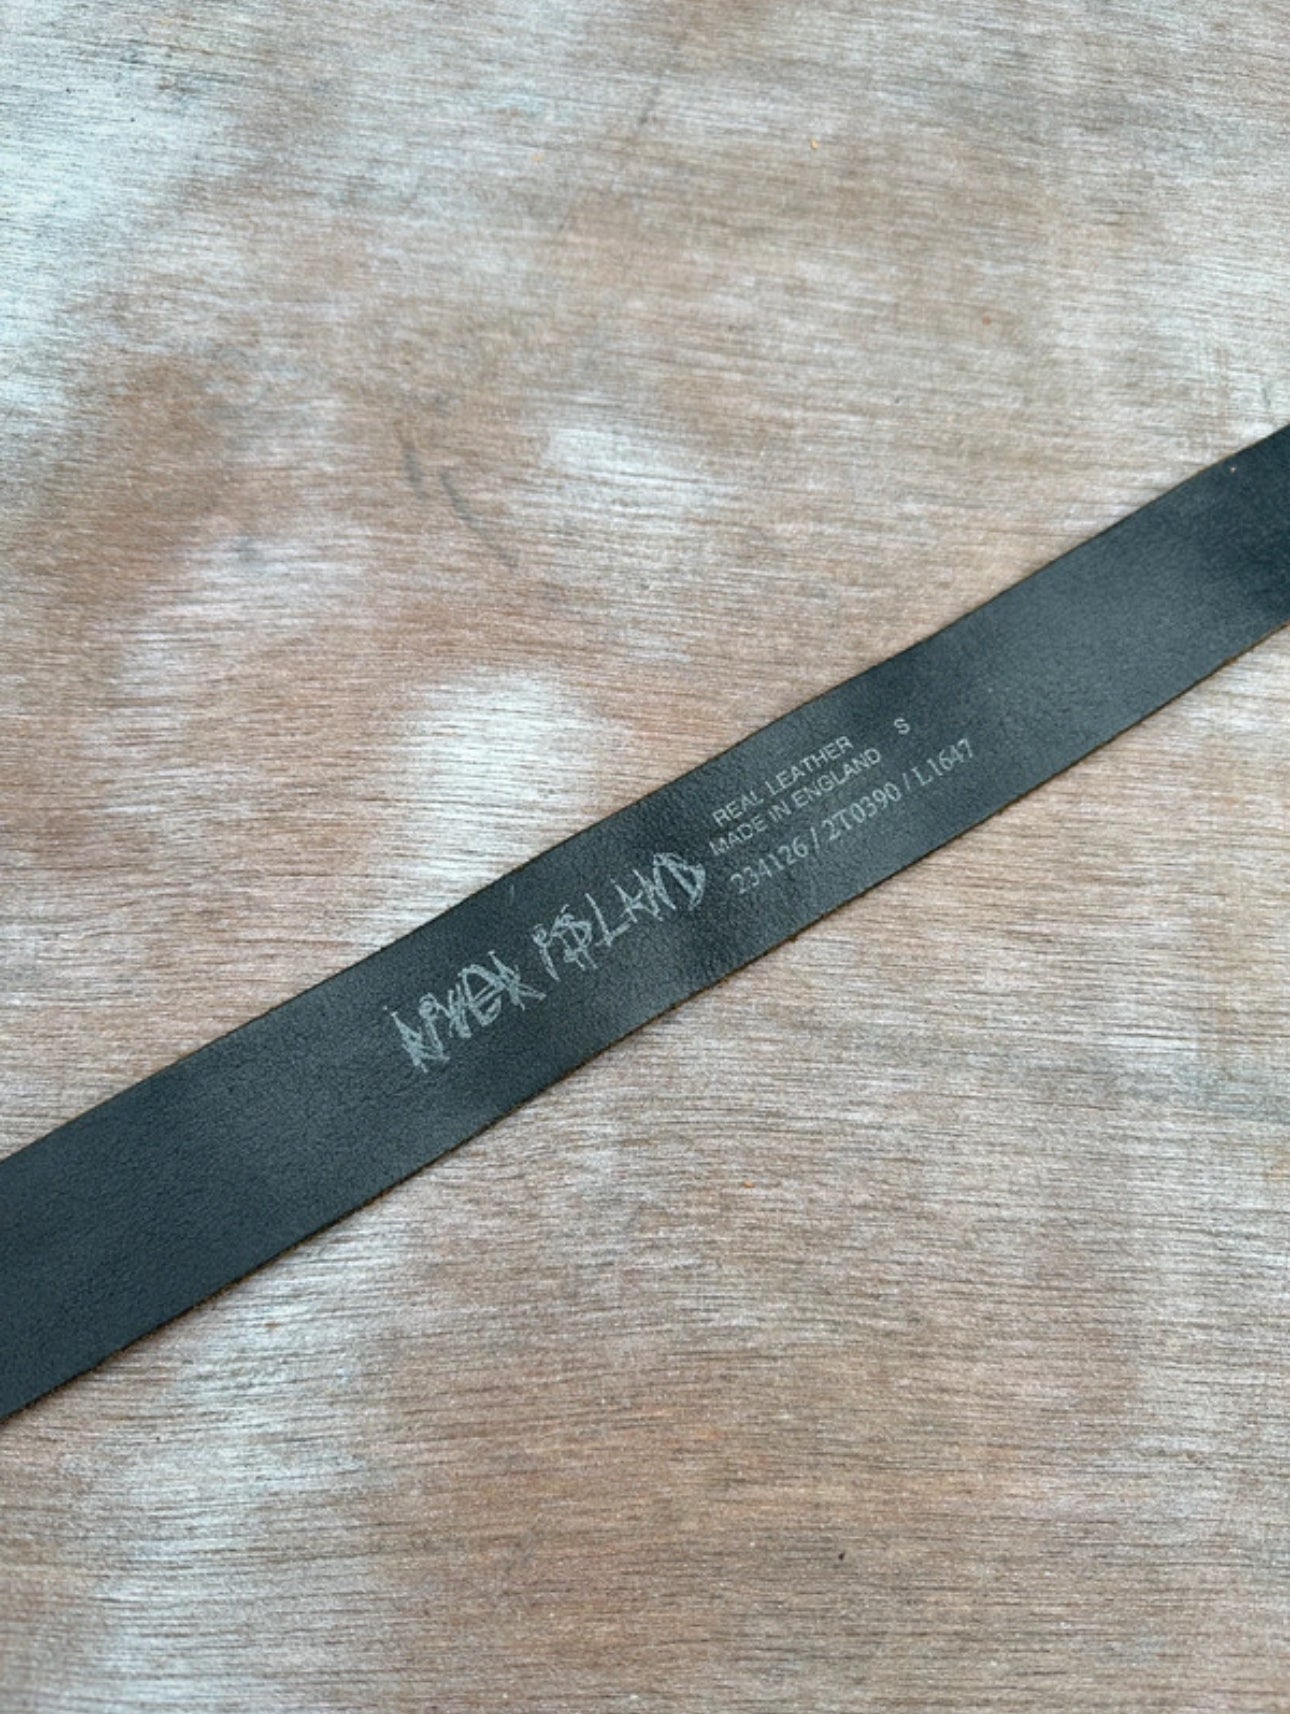 RIVER ISLAND
REAL LEATHER
MADE IN ENGLAND S
234126 / 2T0390 / L1647